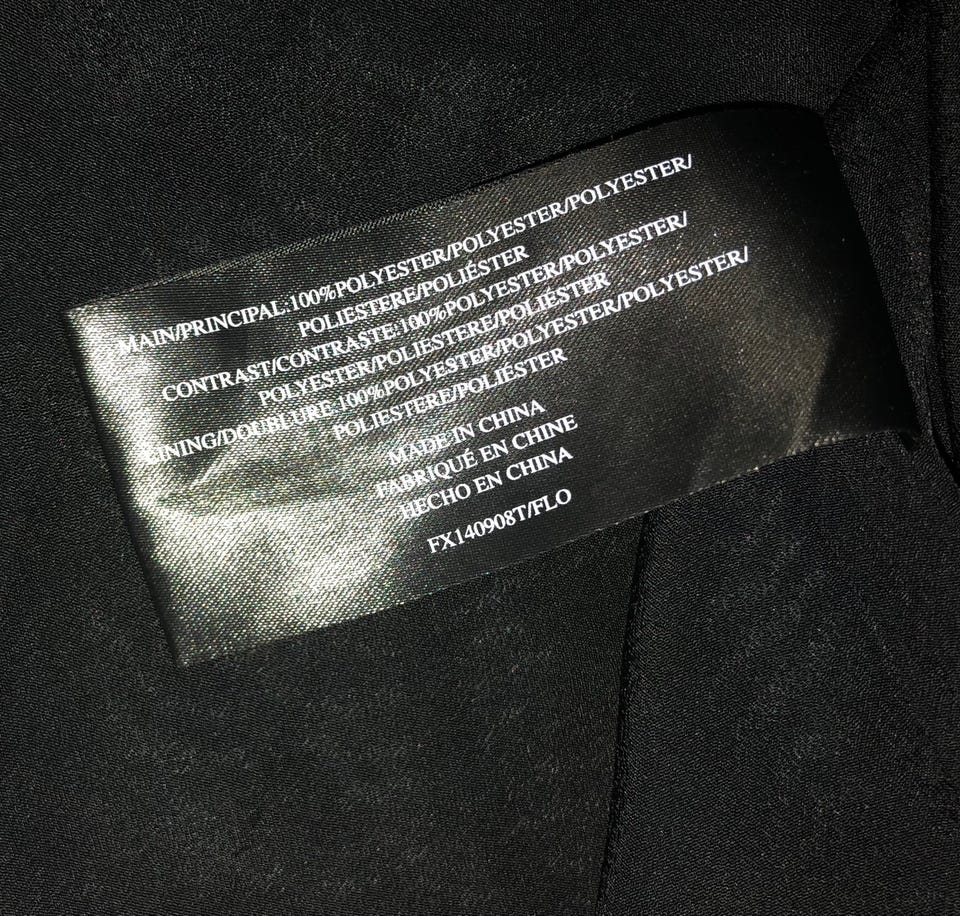 MAIN/PRINCIPAL:100%POLYESTER/POLYESTER/POLYESTER/
POLIESTERE/POLIÉSTER
CONTRAST/CONTRASTE:100%POLYESTER/POLYESTER/
POLYESTER/POLIESTERE/POLIÉSTER
LINING/DOUBLURE:100%POLYESTER/POLYESTER/POLYESTER/
POLIESTERE/POLIÉSTER
MADE IN CHINA
FABRIQUÉ EN CHINE
HECHO EN CHINA
FX140908T/FLO